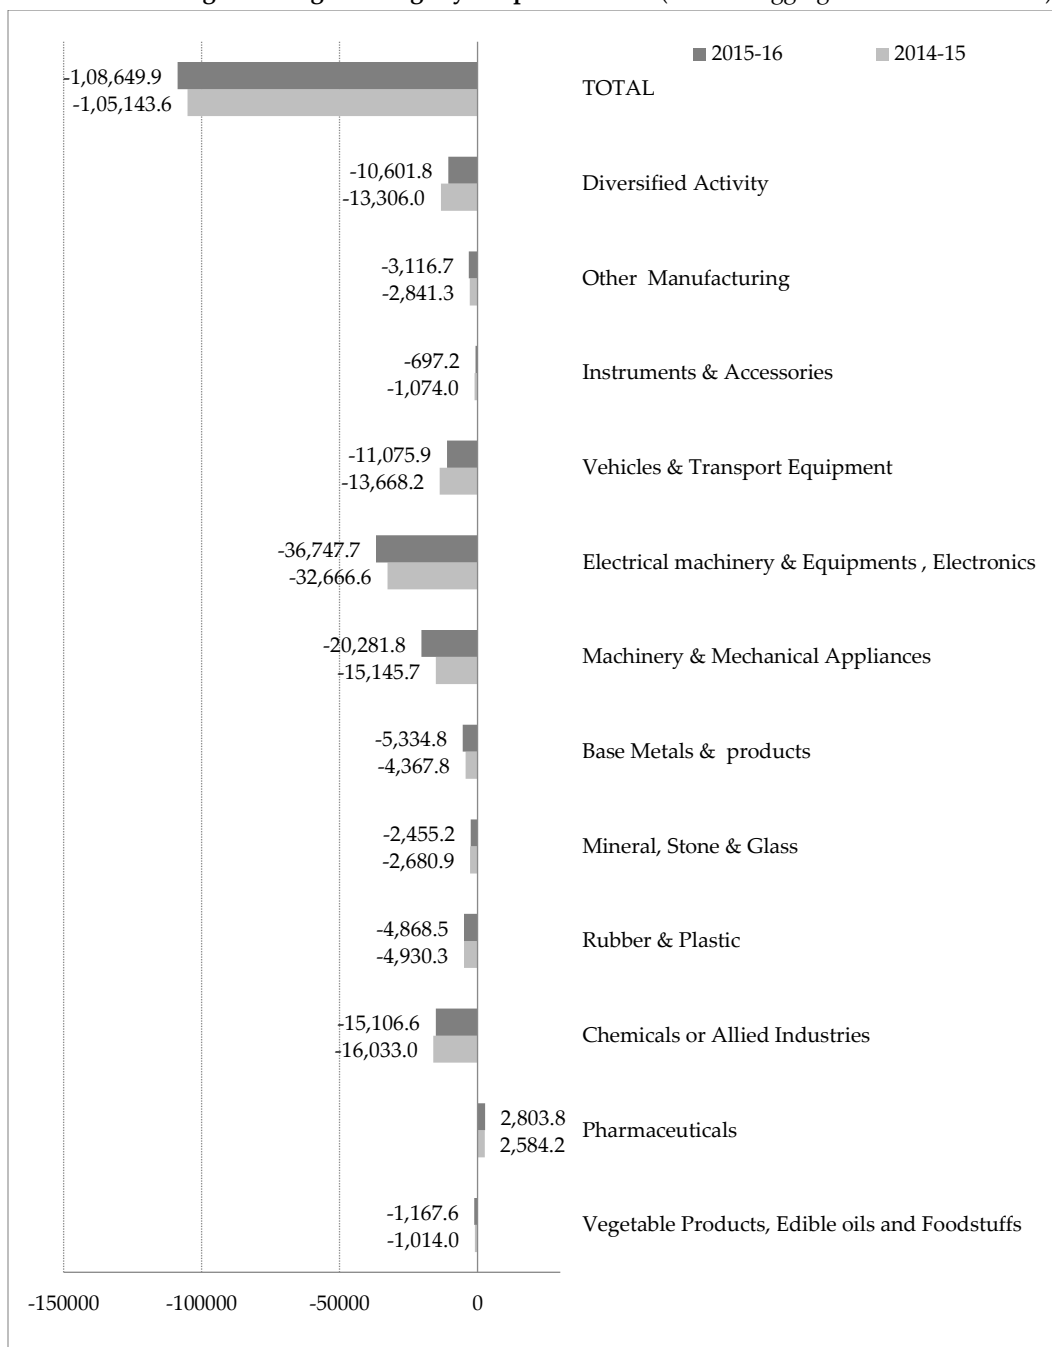 2015-16 2014-15
-1,08,649.9
-1,05,143.6
TOTAL
-10,601.8
-13,306.0
Diversified Activity
-3,116.7
-2,841.3
Other Manufacturing
-697.2
-1,074.0
Instruments & Accessories
-11,075.9
-13,668.2
Vehicles & Transport Equipment
-36,747.7
-32,666.6
Electrical machinery & Equipments , Electronics
-20,281.8
-15,145.7
Machinery & Mechanical Appliances
-5,334.8
-4,367.8
Base Metals & products
-2,455.2
-2,680.9
Mineral, Stone & Glass
-4,868.5
-4,930.3
Rubber & Plastic
-15,106.6
-16,033.0
Chemicals or Allied Industries
2,803.8
2,584.2
Pharmaceuticals
-1,167.6
-1,014.0
Vegetable Products, Edible oils and Foodstuffs
-150000 -100000 -50000 0